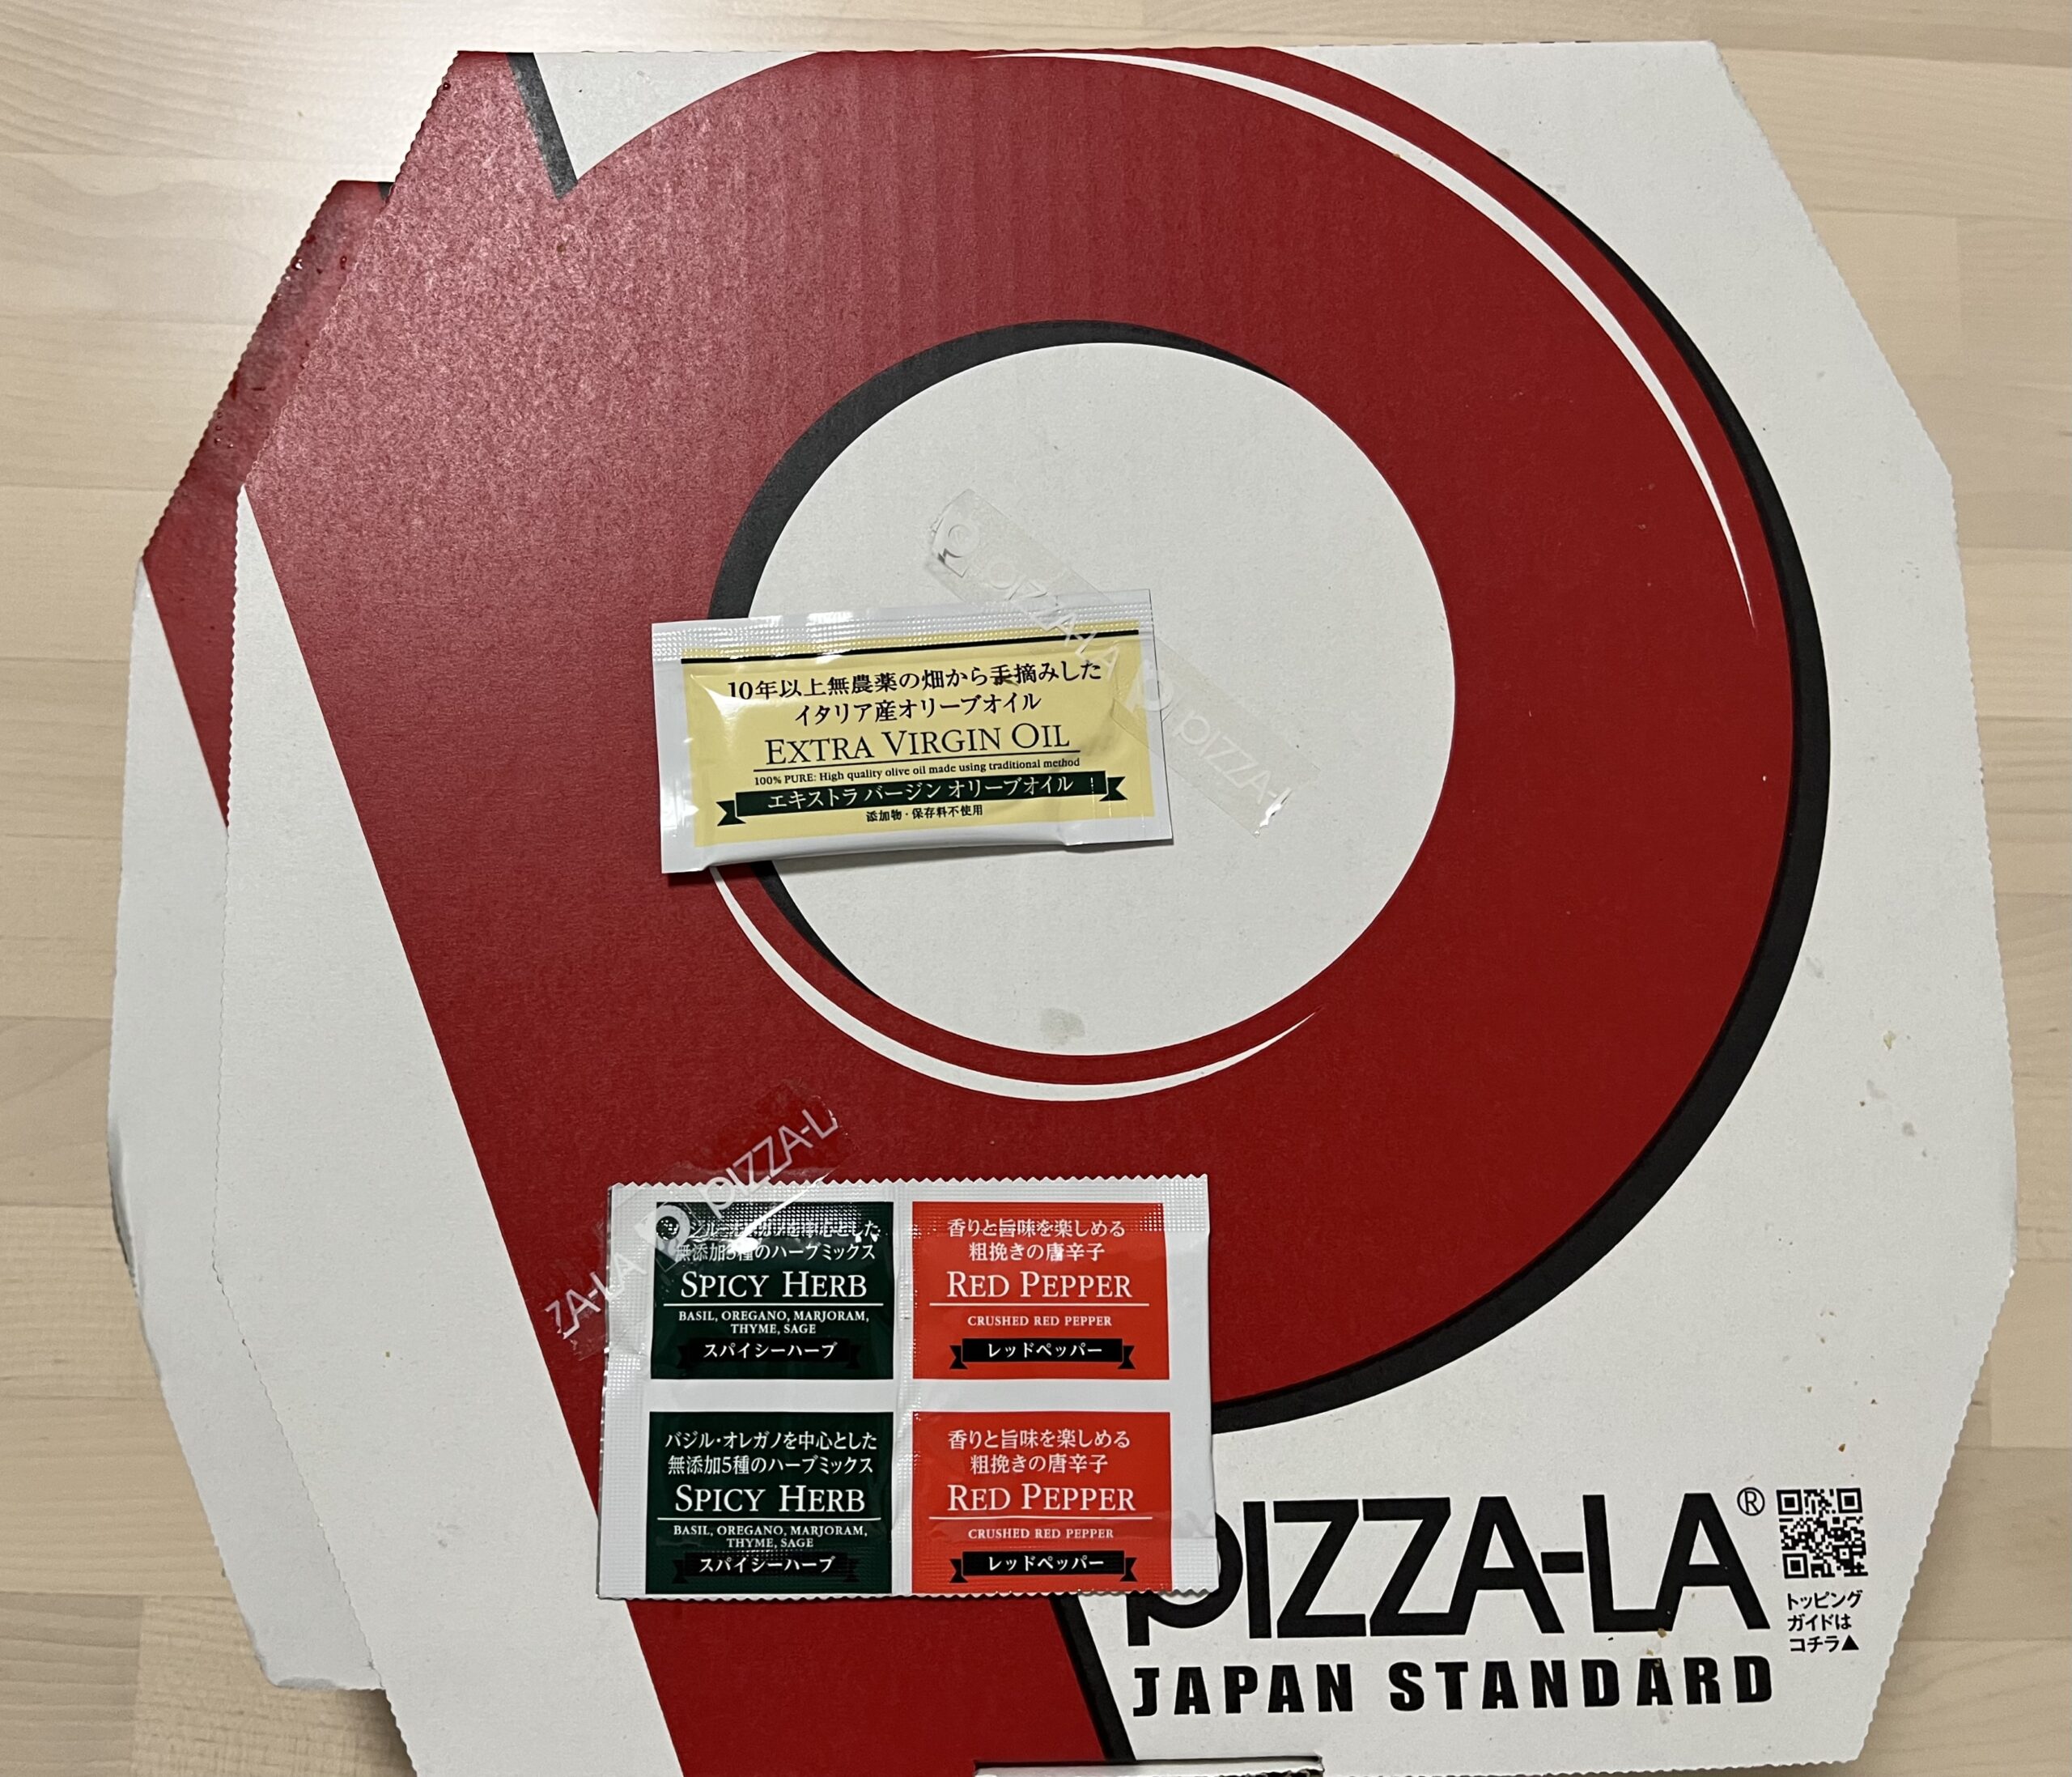 PIZZA-LA PIZZA-L
10年以上無農薬の畑から手摘みした
イタリア産オリーブオイル
EXTRA VIRGIN OIL
100% PURE: High quality olive oil made using traditional method
エキストラ バージン オリーブオイル
添加物・保存料不使用
ZA-LA PIZZA-L
を中心とした
無添加5種のハーブミックス
SPICY HERB
BASIL, OREGANO, MARJORAM,
THYME, SAGE
スパイシーハーブ
香りと旨味を楽しめる
粗挽きの唐辛子
RED PEPPER
CRUSHED RED PEPPER
レッドペッパー
バジル・オレガノを中心とした
無添加5種のハーブミックス
SPICY HERB
BASIL, OREGANO, MARJORAM,
THYME, SAGE
スパイシーハーブ
香りと旨味を楽しめる
粗挽きの唐辛子
RED PEPPER
CRUSHED RED PEPPER
レッドペッパー
PIZZA-LA®
JAPAN STANDARD
トッピング
ガイドは
コチラ▲